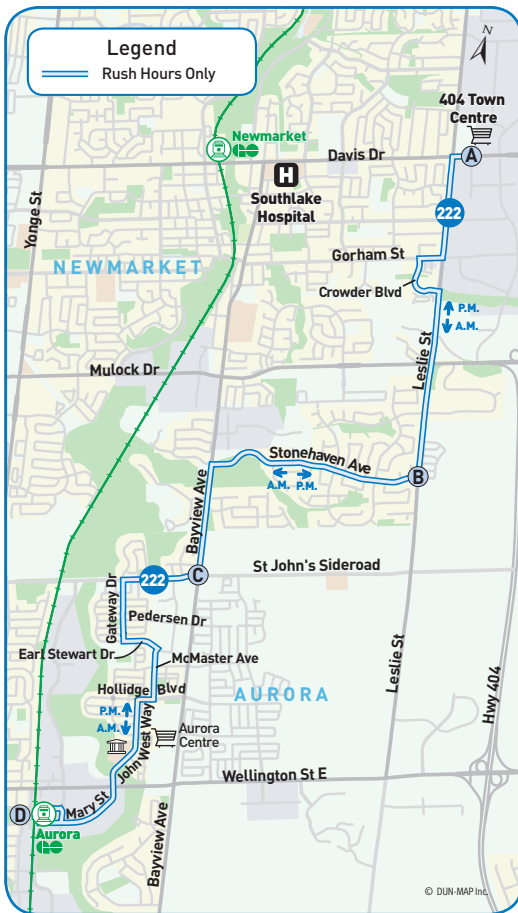 Legend
Rush Hours Only
N
404 Town
Centre
A
Newmarket
GO
Davis Dr
H
Southlake
Hospital
Yonge St
222
NEWMARKET
Gorham St
Crowder Blvd
P.M.
A.M.
Leslie St
Mulock Dr
Stonehaven Ave
A.M. P.M.
B
Bayview Ave
St John's Sideroad
222
C
Gateway Dr
Pedersen Dr
Earl Stewart Dr
McMaster Ave
Leslie St
Hwy 404
Hollidge Blvd
AURORA
P.M.
A.M.
John West Way
Aurora
Centre
Wellington St E
Mary St
D
Aurora
GO
Bayview Ave
© DUN-MAP Inc.